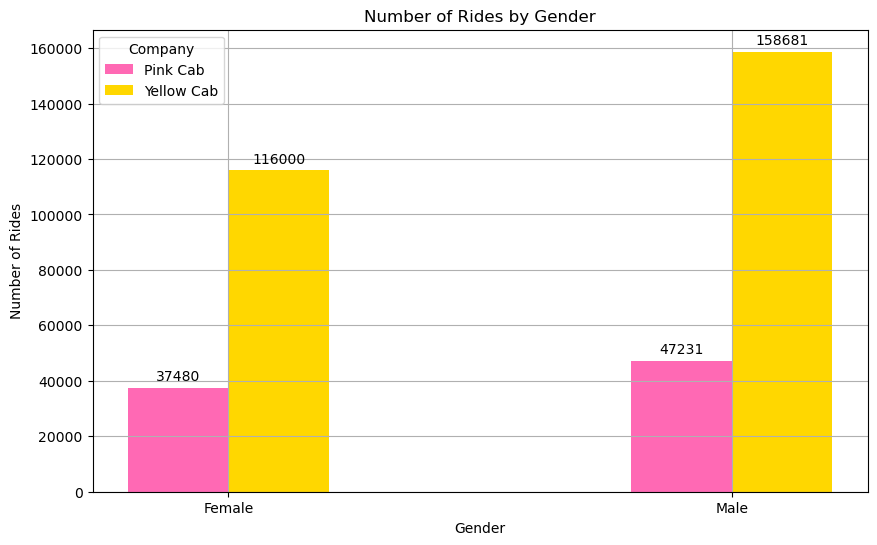 Number of Rides by Gender
Company
Pink Cab
Yellow Cab
Number of Rides
160000
140000
120000
100000
80000
60000
40000
20000
0
37480
116000
47231
158681
Female
Male
Gender